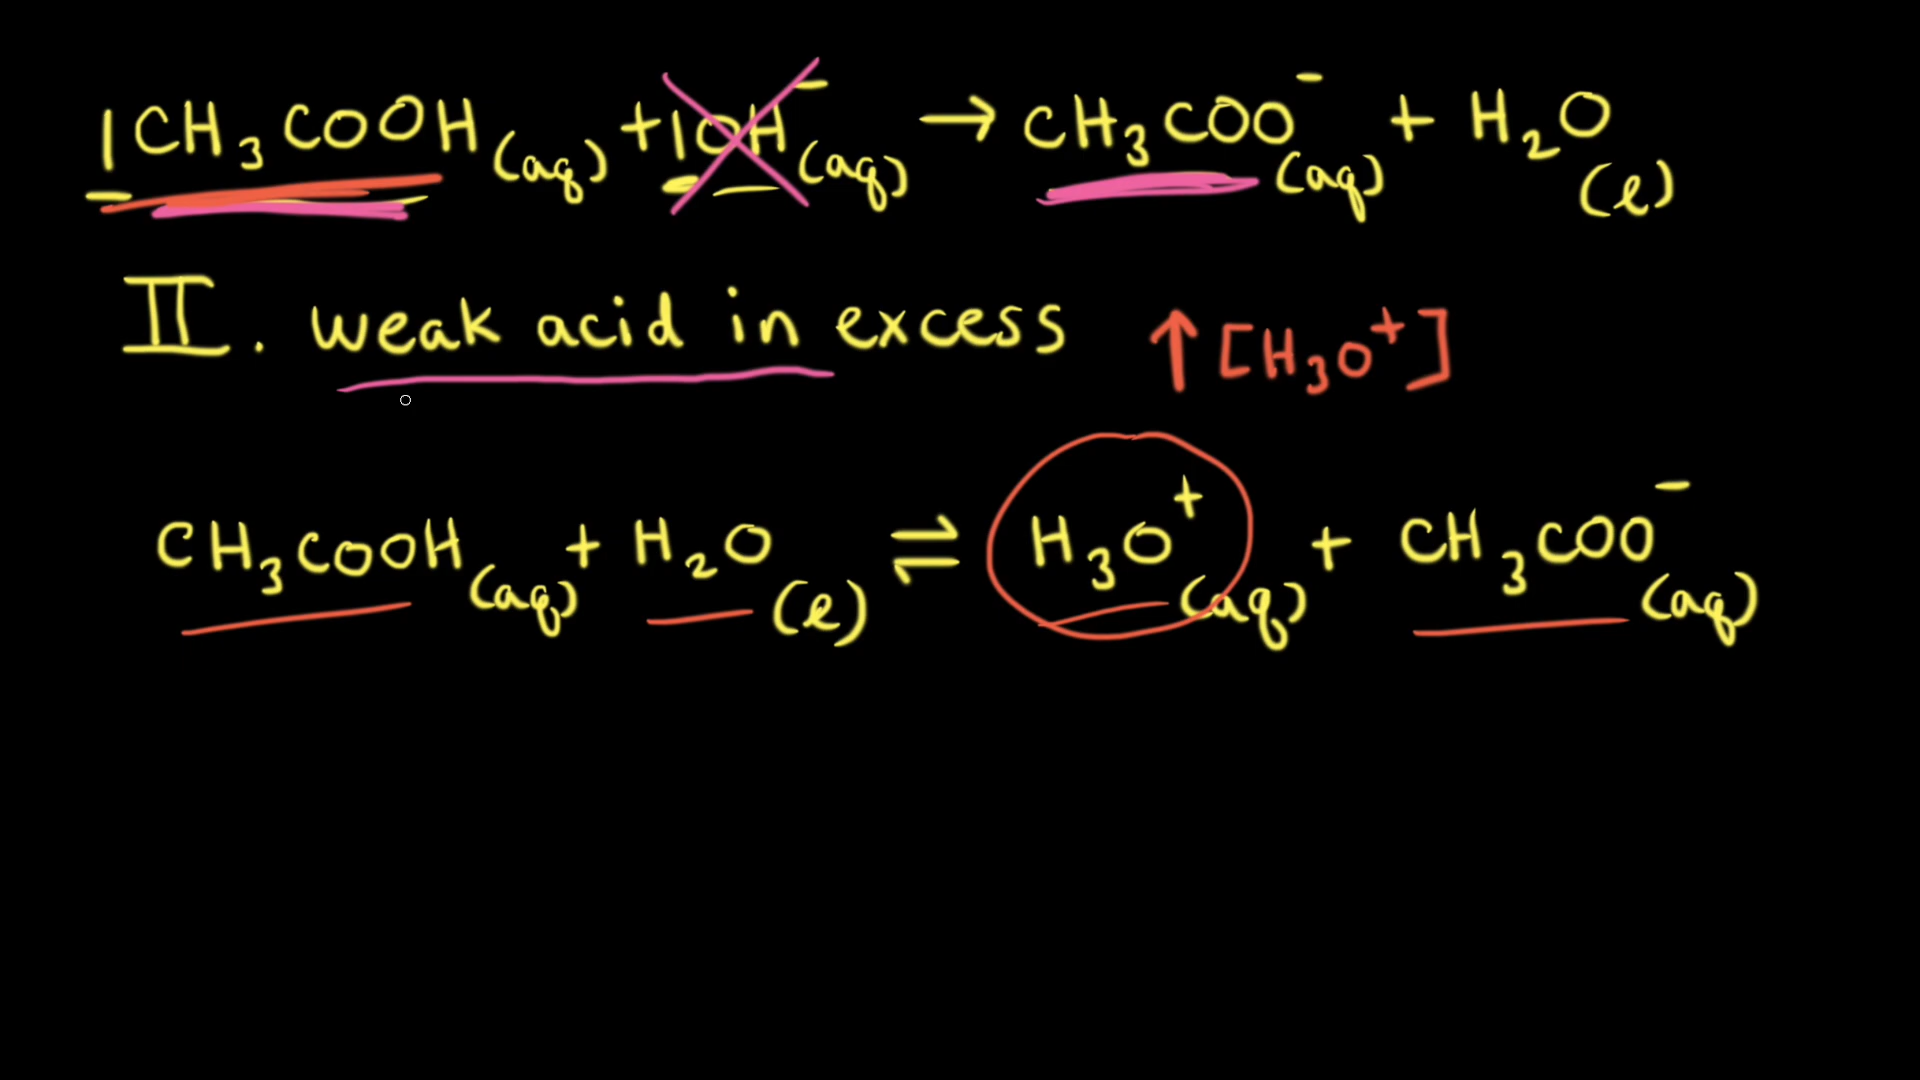 1CH₃COOH(aq) + 1OH⁻(aq) → CH₃COO⁻(aq) + H₂O(l)
II. weak acid in excess ↑[H₃O⁺]
CH₃COOH(aq) + H₂O(l) ⇌ H₃O⁺(aq) + CH₃COO⁻(aq)